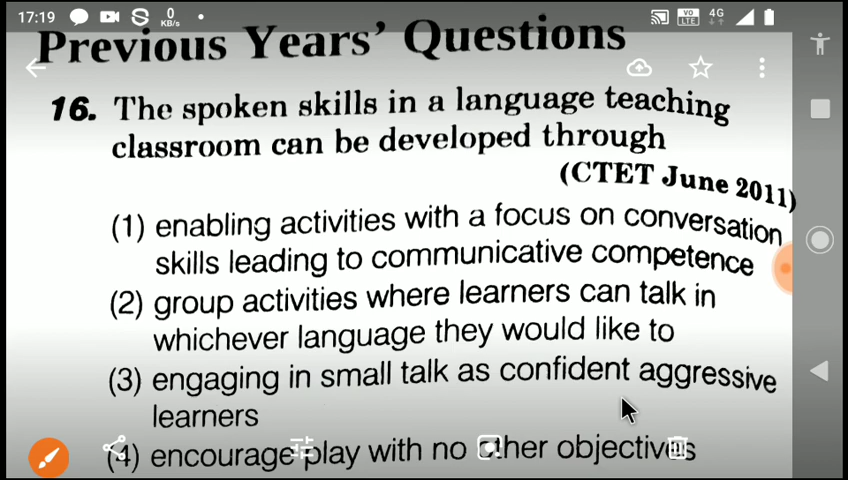 17:19 0 KB/s VO LTE 4G
Previous Years' Questions
16. The spoken skills in a language teaching
classroom can be developed through
(CTET June 2011)
(1) enabling activities with a focus on conversation
skills leading to communicative competence
(2) group activities where learners can talk in
whichever language they would like to
(3) engaging in small talk as confident aggressive
learners
(4) encourage play with no other objectives